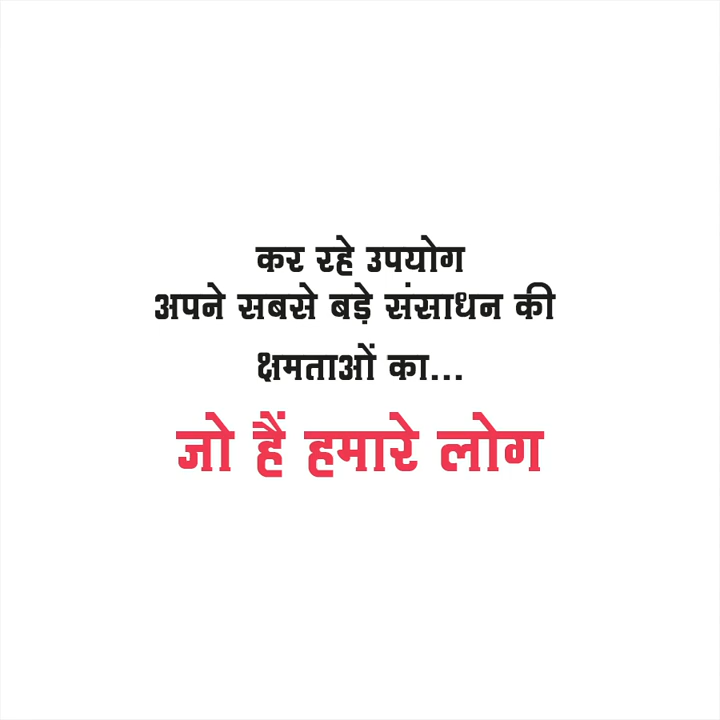 कर रहे उपयोग
अपने सबसे बड़े संसाधन की
क्षमताओं का...
जो हैं हमारे लोग